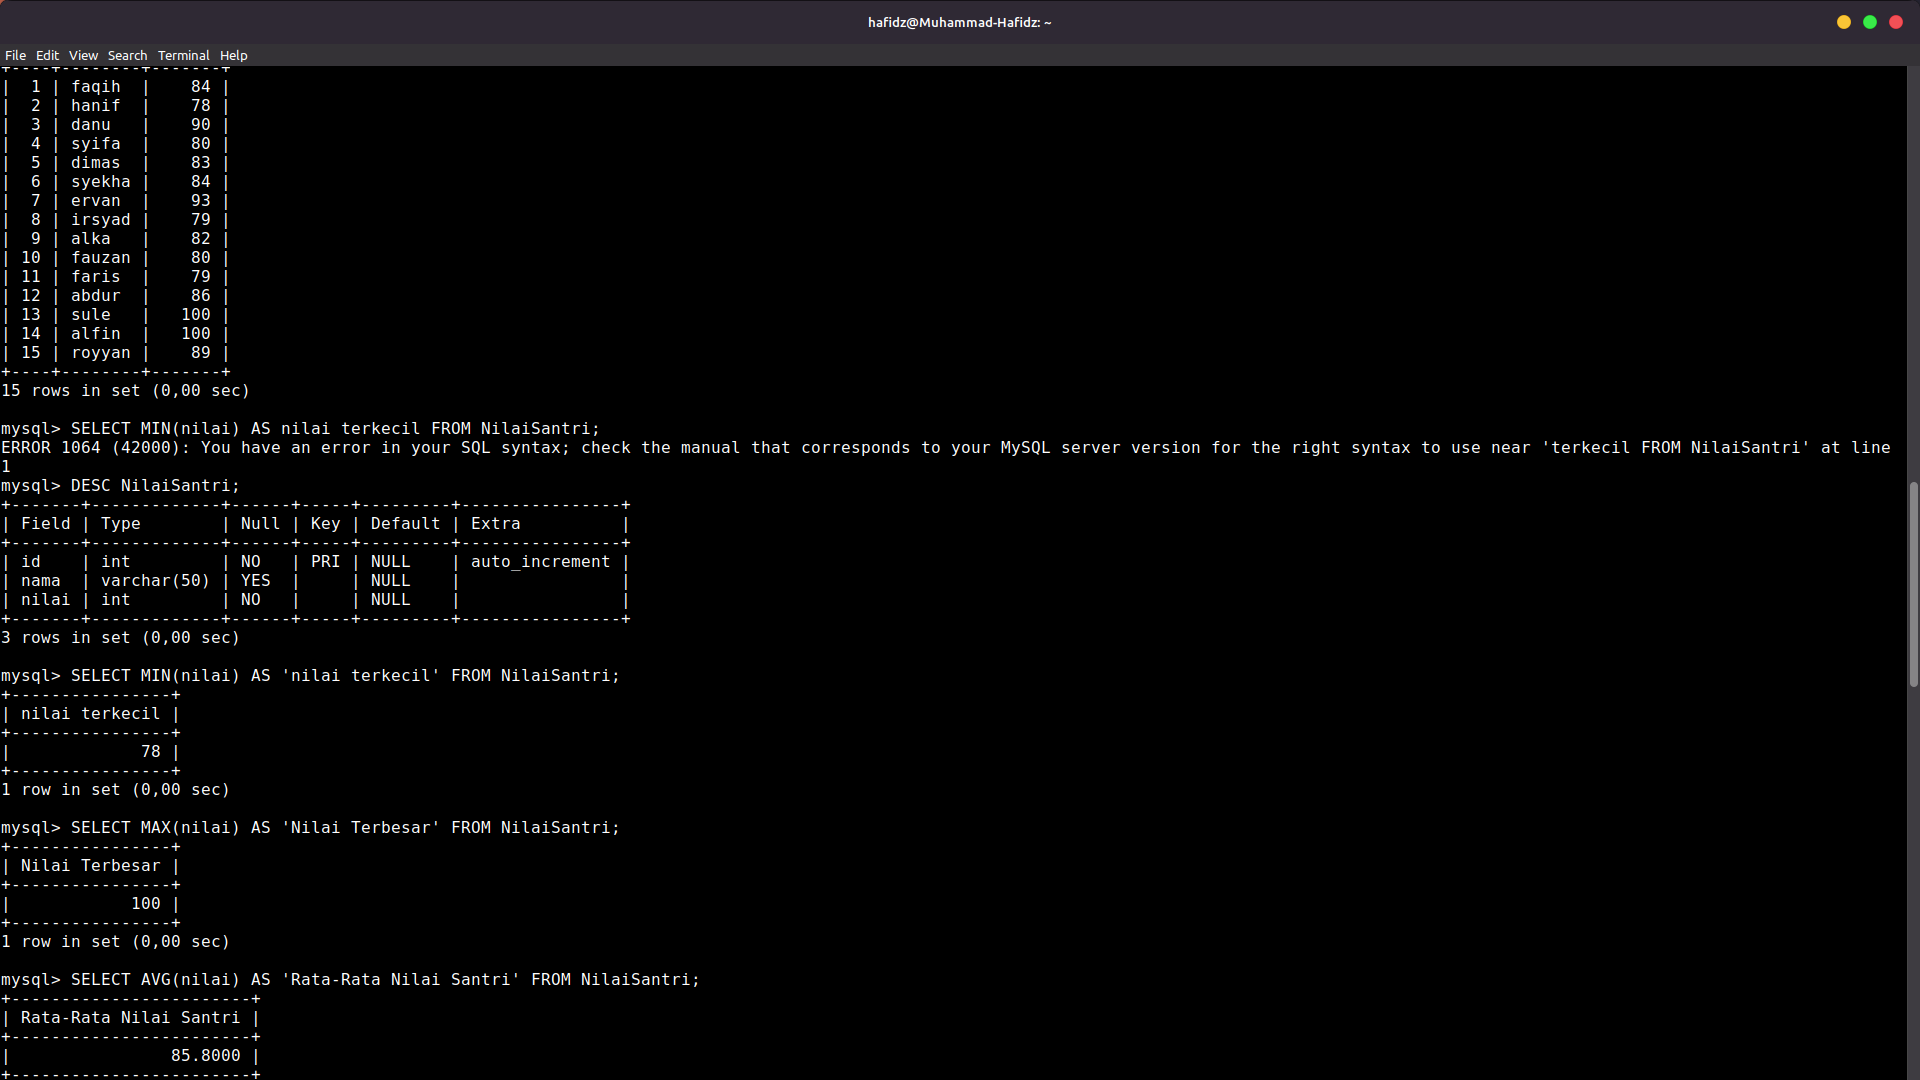 hafidz@Muhammad-Hafidz: ~
File Edit View Search Terminal Help
+----+--------+-------+
|  1 | faqih  |    84 |
|  2 | hanif  |    78 |
|  3 | danu   |    90 |
|  4 | syifa  |    80 |
|  5 | dimas  |    83 |
|  6 | syekha |    84 |
|  7 | ervan  |    93 |
|  8 | irsyad |    79 |
|  9 | alka   |    82 |
| 10 | fauzan |    80 |
| 11 | faris  |    79 |
| 12 | abdur  |    86 |
| 13 | sule   |   100 |
| 14 | alfin  |   100 |
| 15 | royyan |    89 |
+----+--------+-------+
15 rows in set (0,00 sec)
mysql> SELECT MIN(nilai) AS nilai terkecil FROM NilaiSantri;
ERROR 1064 (42000): You have an error in your SQL syntax; check the manual that corresponds to your MySQL server version for the right syntax to use near 'terkecil FROM NilaiSantri' at line
1
mysql> DESC NilaiSantri;
+-------+-------------+------+-----+---------+----------------+
| Field | Type        | Null | Key | Default | Extra          |
+-------+-------------+------+-----+---------+----------------+
| id    | int         | NO   | PRI | NULL    | auto_increment |
| nama  | varchar(50) | YES  |     | NULL    |                |
| nilai | int         | NO   |     | NULL    |                |
+-------+-------------+------+-----+---------+----------------+
3 rows in set (0,00 sec)
mysql> SELECT MIN(nilai) AS 'nilai terkecil' FROM NilaiSantri;
+----------------+
| nilai terkecil |
+----------------+
|             78 |
+----------------+
1 row in set (0,00 sec)
mysql> SELECT MAX(nilai) AS 'Nilai Terbesar' FROM NilaiSantri;
+----------------+
| Nilai Terbesar |
+----------------+
|            100 |
+----------------+
1 row in set (0,00 sec)
mysql> SELECT AVG(nilai) AS 'Rata-Rata Nilai Santri' FROM NilaiSantri;
+------------------------+
| Rata-Rata Nilai Santri |
+------------------------+
|                85.8000 |
+------------------------+